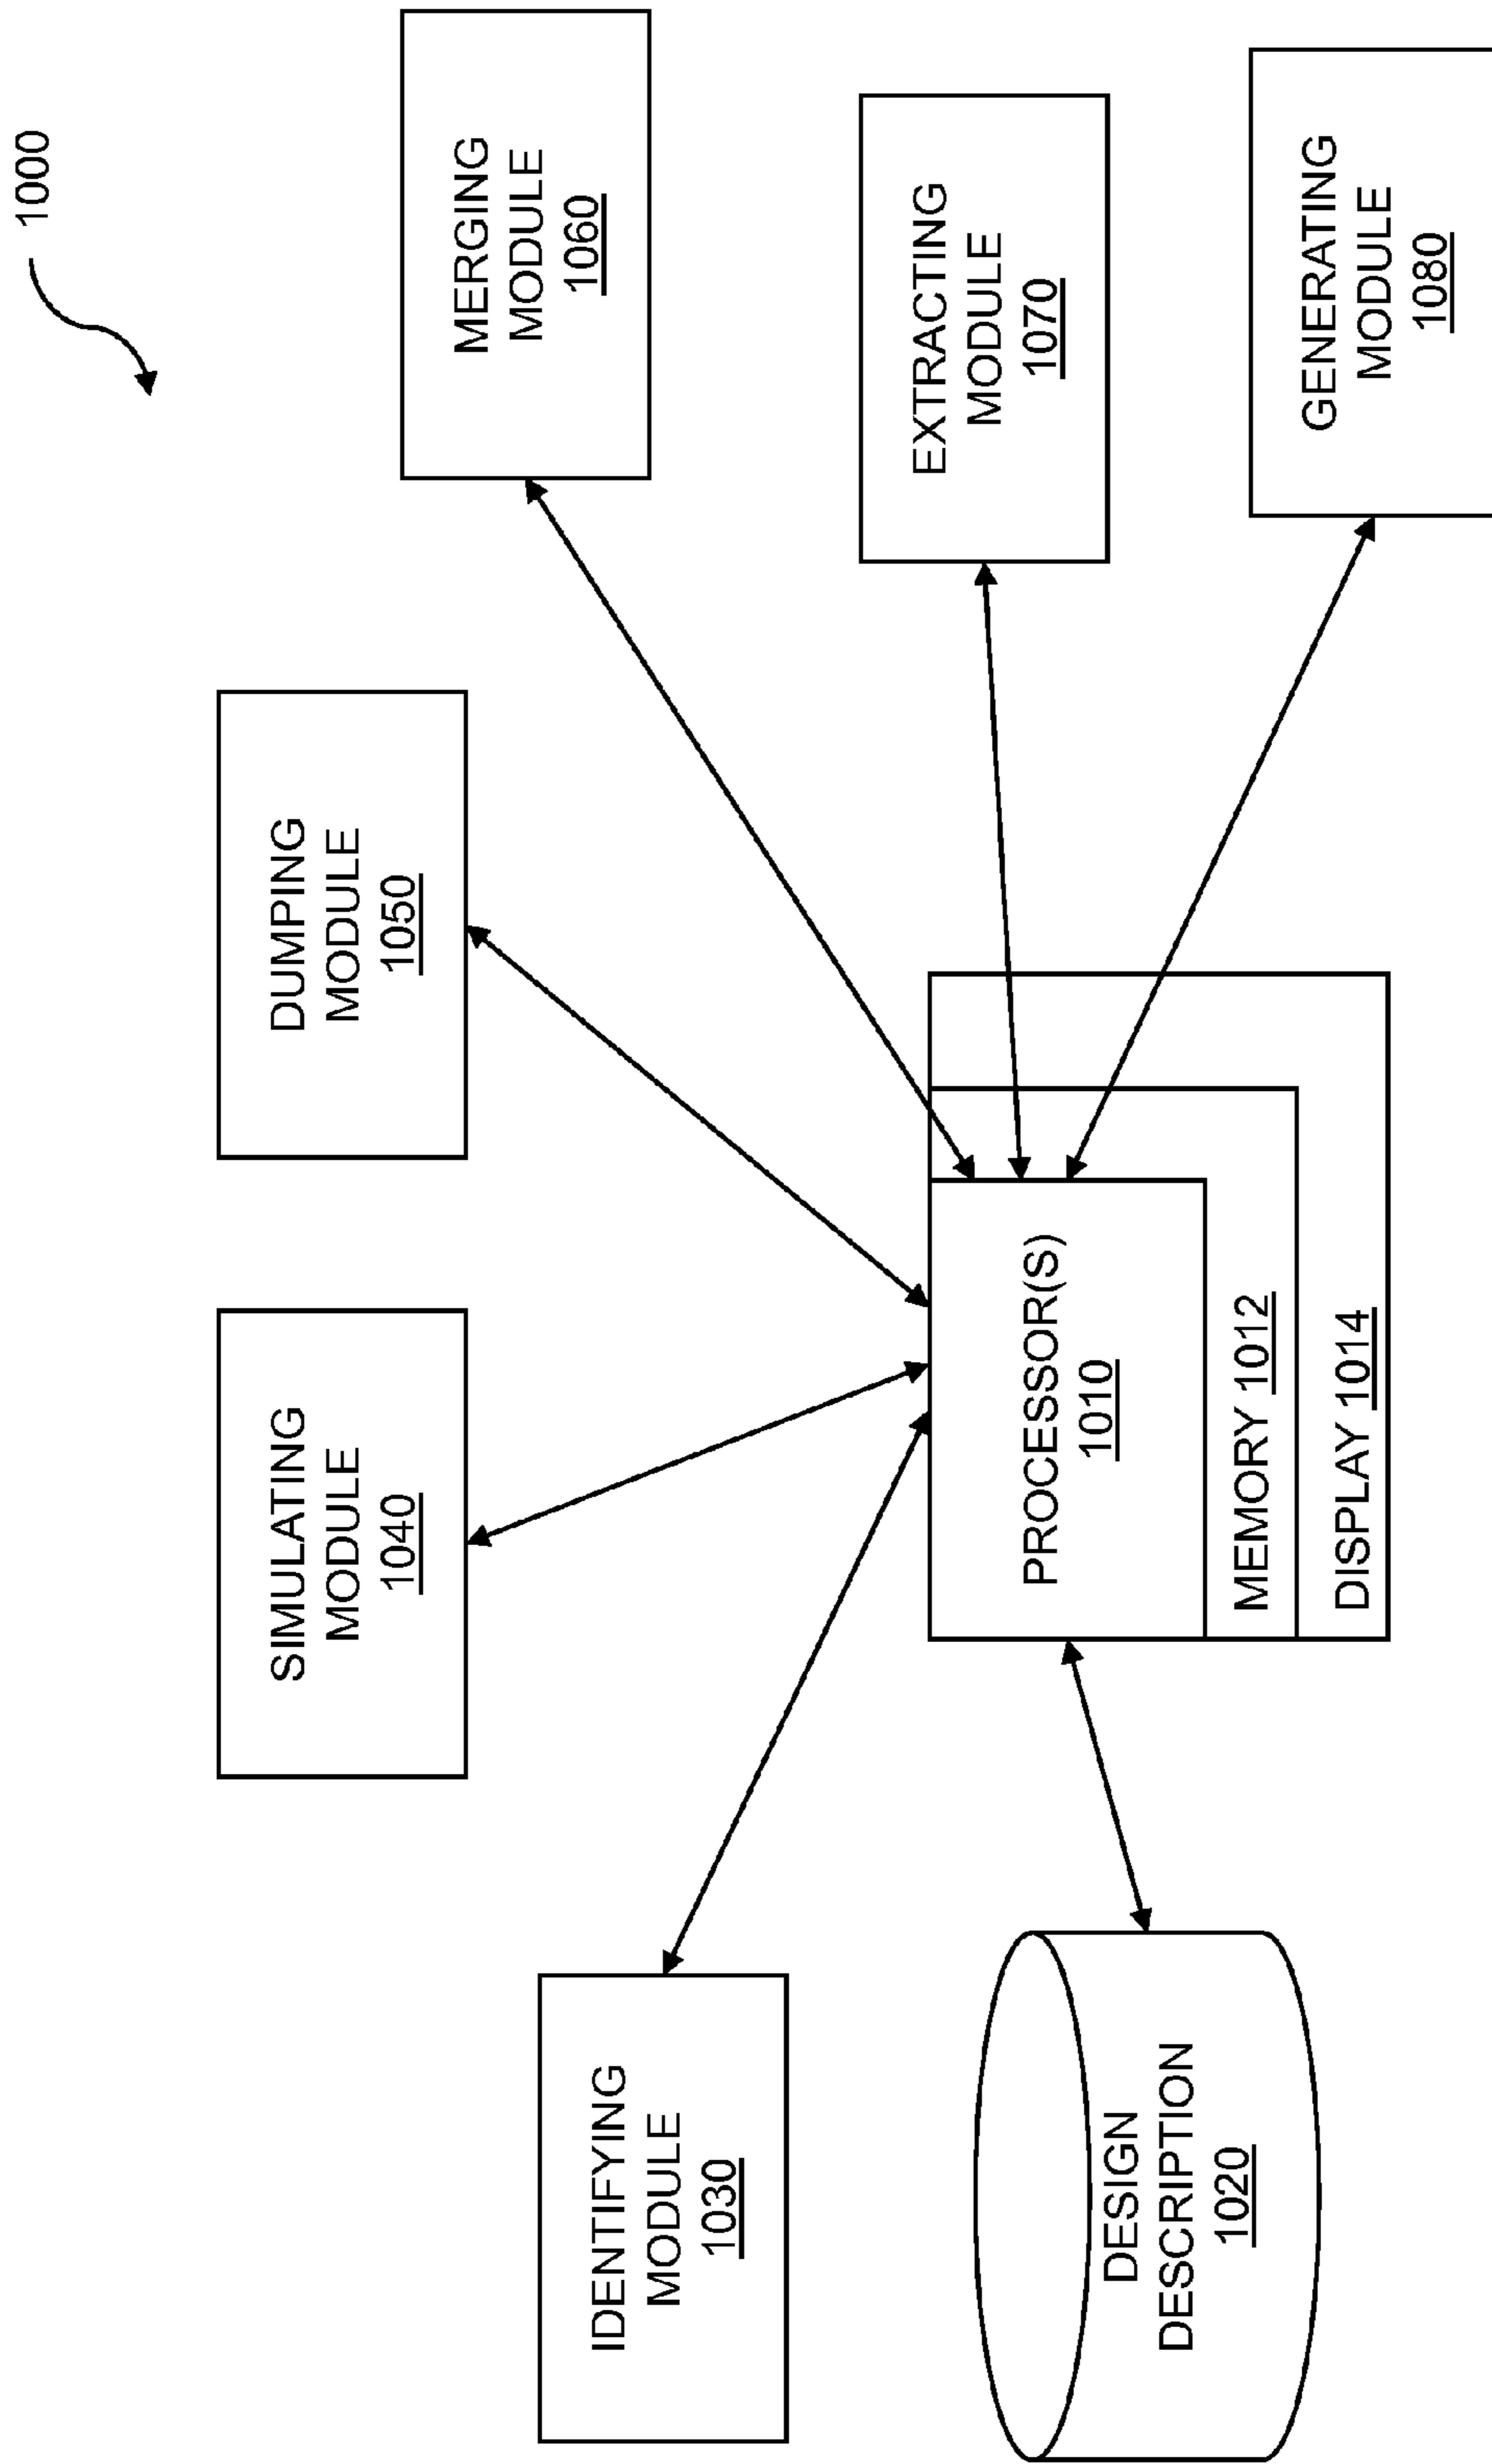 1000
SIMULATING
MODULE
1040
DUMPING
MODULE
1050
MERGING
MODULE
1060
IDENTIFYING
MODULE
1030
EXTRACTING
MODULE
1070
DESIGN
DESCRIPTION
1020
PROCESSOR(S)
1010
MEMORY 1012
DISPLAY 1014
GENERATING
MODULE
1080